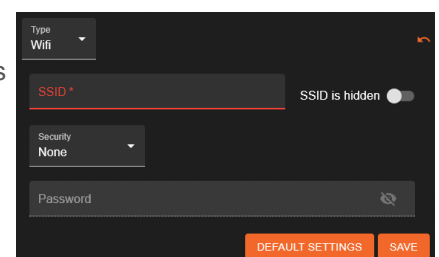 Type
Wifi
s
SSID *
SSID is hidden
Security
None
Password
DEFAULT SETTINGS
SAVE